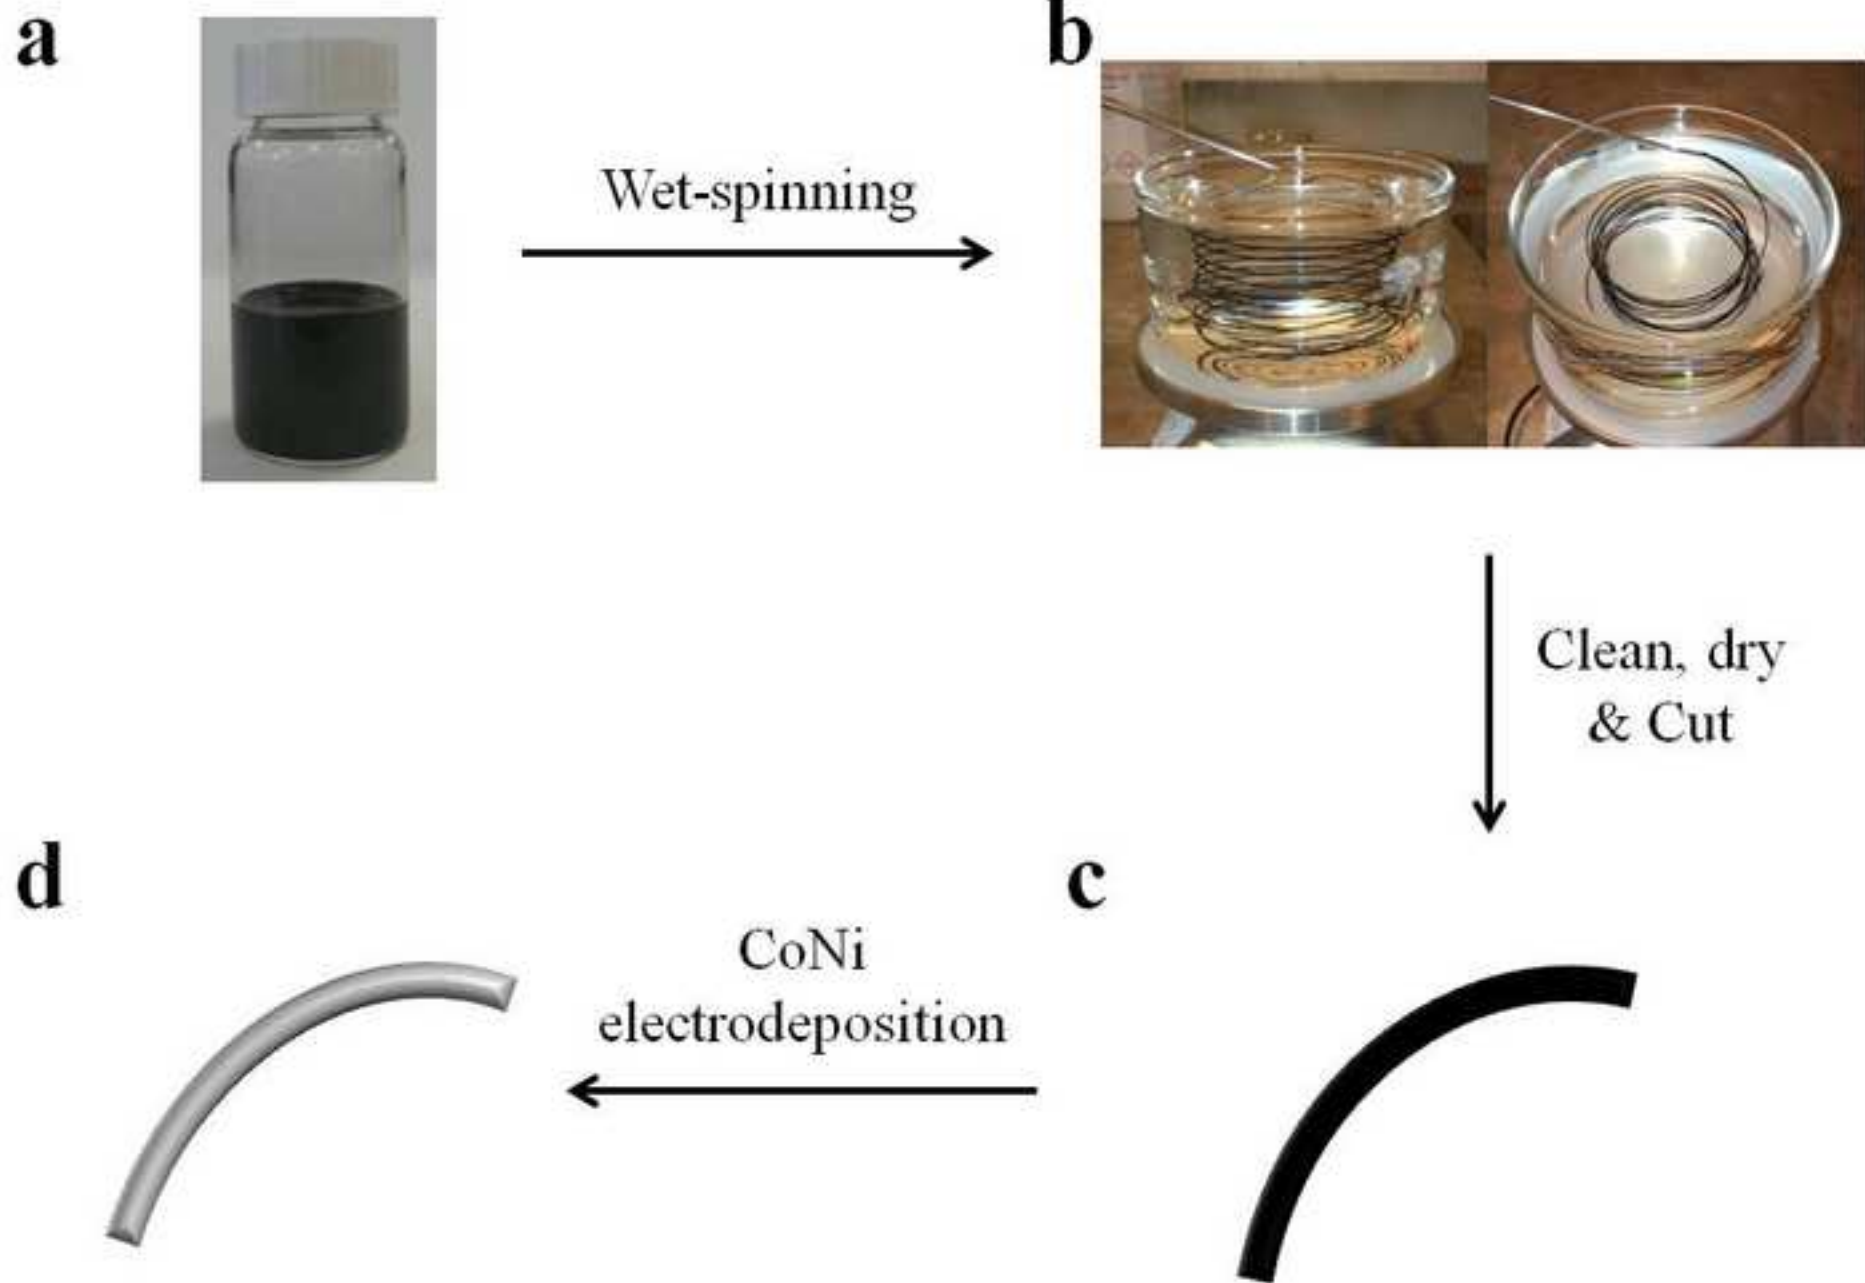 a
b
Wet-spinning
Clean, dry
& Cut
d
c
CoNi
electrodeposition